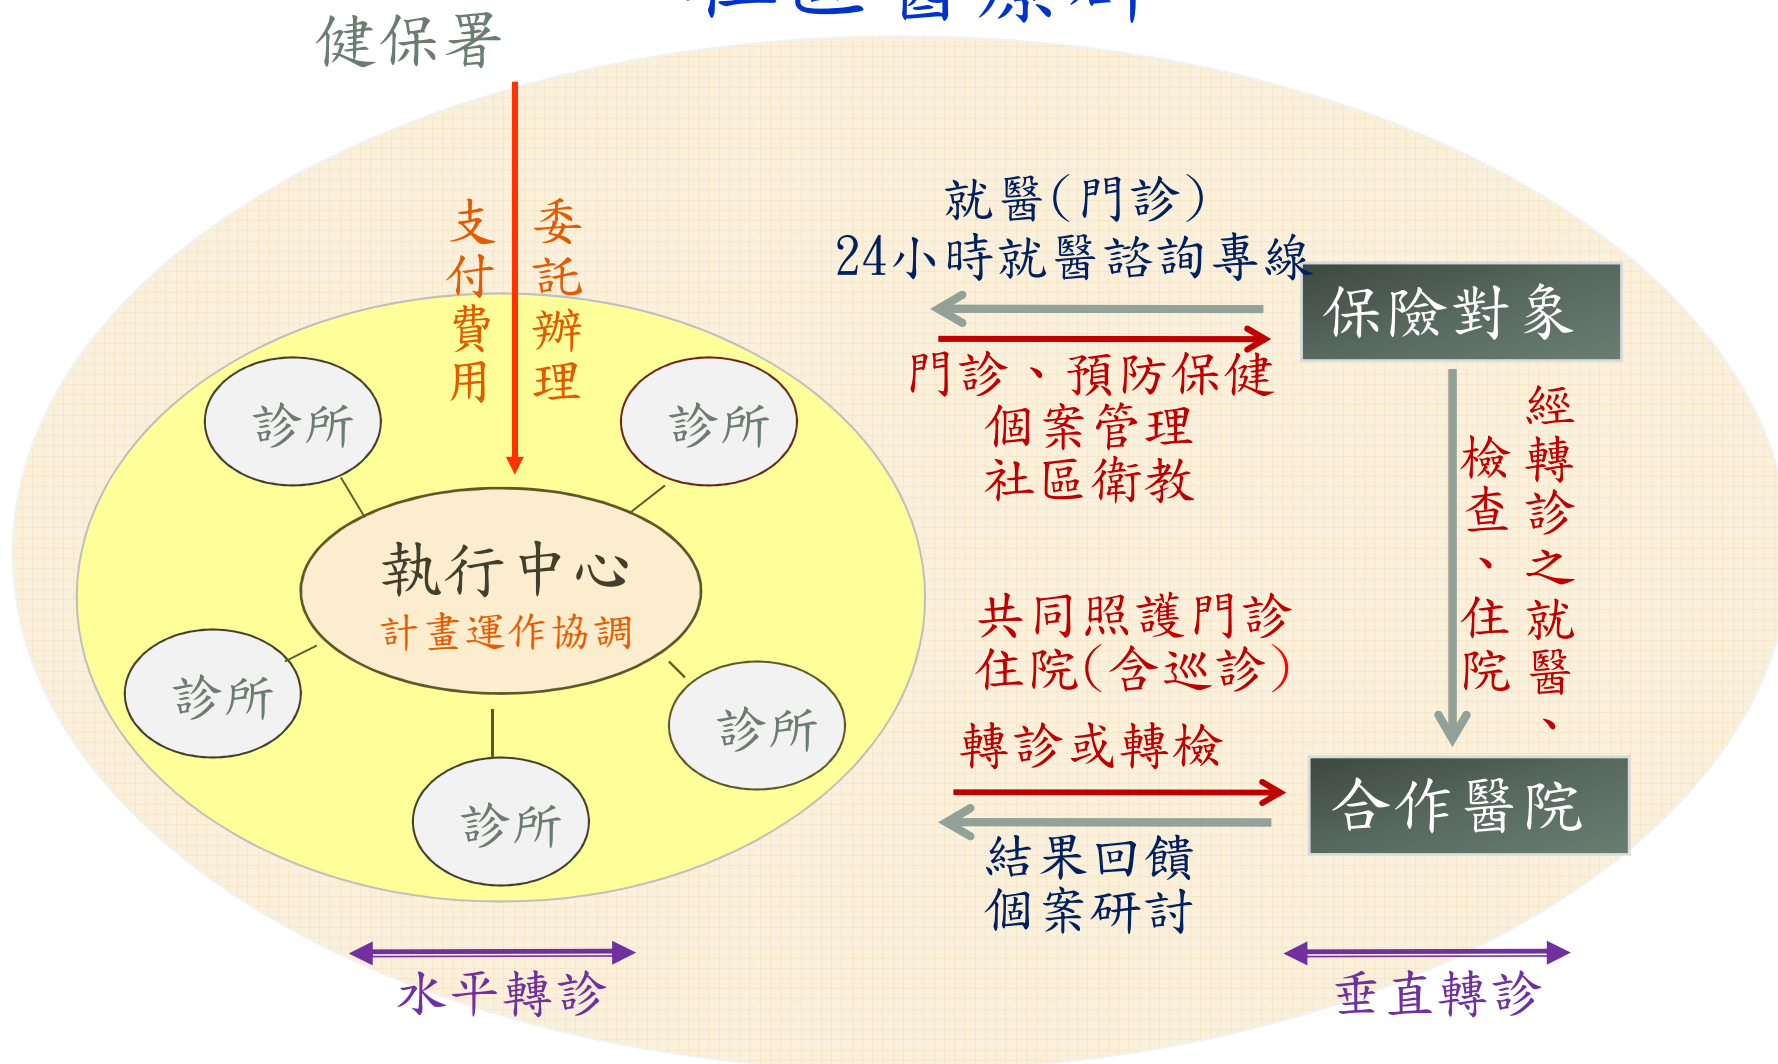 社區醫療群
健保署
支付費用
委託辦理
就醫(門診)
24小時就醫諮詢專線
保險對象
門診、預防保健
個案管理
社區衛教
診所
診所
執行中心
計畫運作協調
診所
診所
診所
經轉診之就醫、
檢查、住院
共同照護門診
住院(含巡診)
轉診或轉檢
合作醫院
結果回饋
個案研討
水平轉診
垂直轉診